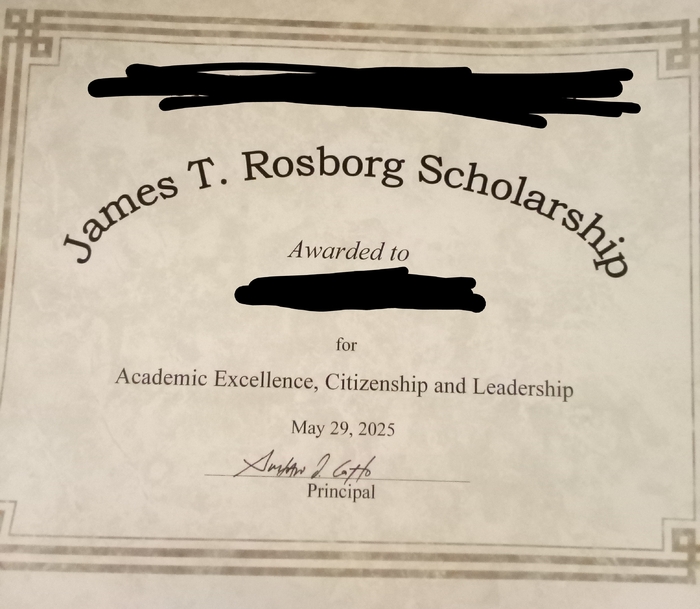 James T. Rosborg Scholarship
Awarded to
for
Academic Excellence, Citizenship and Leadership
May 29, 2025
Principal